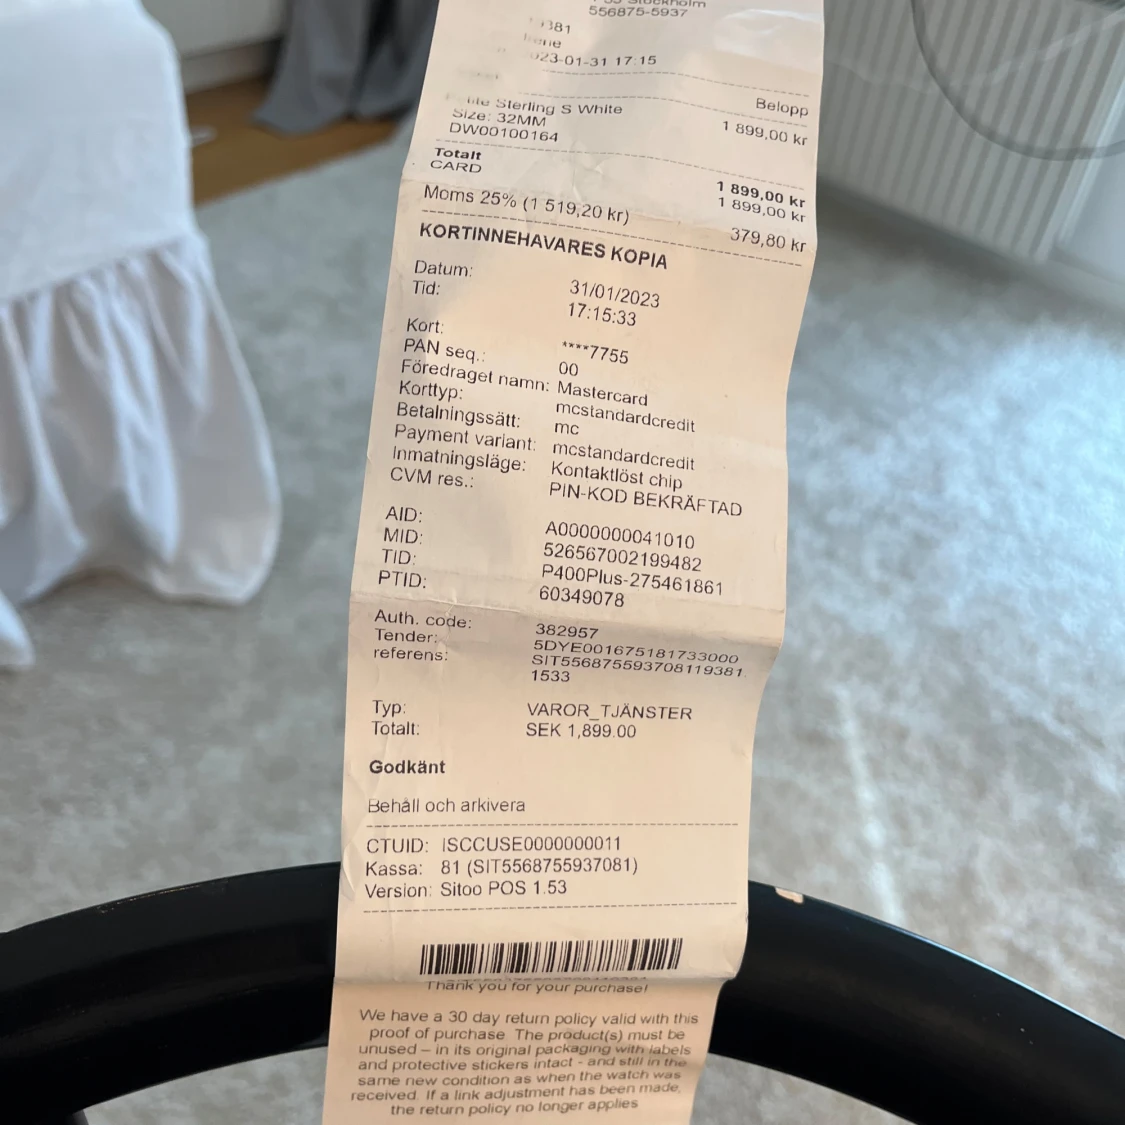 Stockholm
556875-5937
023-01-31 17:15
Belopp
Sterling S White 1 899,00 kr
Size: 32MM
DW00100164
Totalt 1 899,00 kr
CARD 1 899,00 kr
Moms 25% (1 519,20 kr) 379,80 kr
KORTINNEHAVARES KOPIA
Datum: 31/01/2023
Tid: 17:15:33
Kort: ****7755
PAN seq.: 00
Föredraget namn: Mastercard
Korttyp: mcstandardcredit
Betalningssätt: mc
Payment variant: mcstandardcredit
Inmatningsläge: Kontaktlöst chip
CVM res.: PIN-KOD BEKRÄFTAD
AID: A0000000041010
MID: 526567002199482
TID: P400Plus-275461861
PTID: 60349078
Auth. code: 382957
Tender: 5DYE001675181733000
referens: SIT556875593708119381.
1533
Typ: VAROR_TJÄNSTER
Totalt: SEK 1,899.00
Godkänt
Behåll och arkivera
CTUID: ISCCUSE0000000011
Kassa: 81 (SIT5568755937081)
Version: Sitoo POS 1.53
Thank you for your purchase!
We have a 30 day return policy valid with this
proof of purchase. The product(s) must be
unused – in its original packaging with labels
and protective stickers intact - and still in the
same new condition as when the watch was
received. If a link adjustment has been made,
the return policy no longer applies